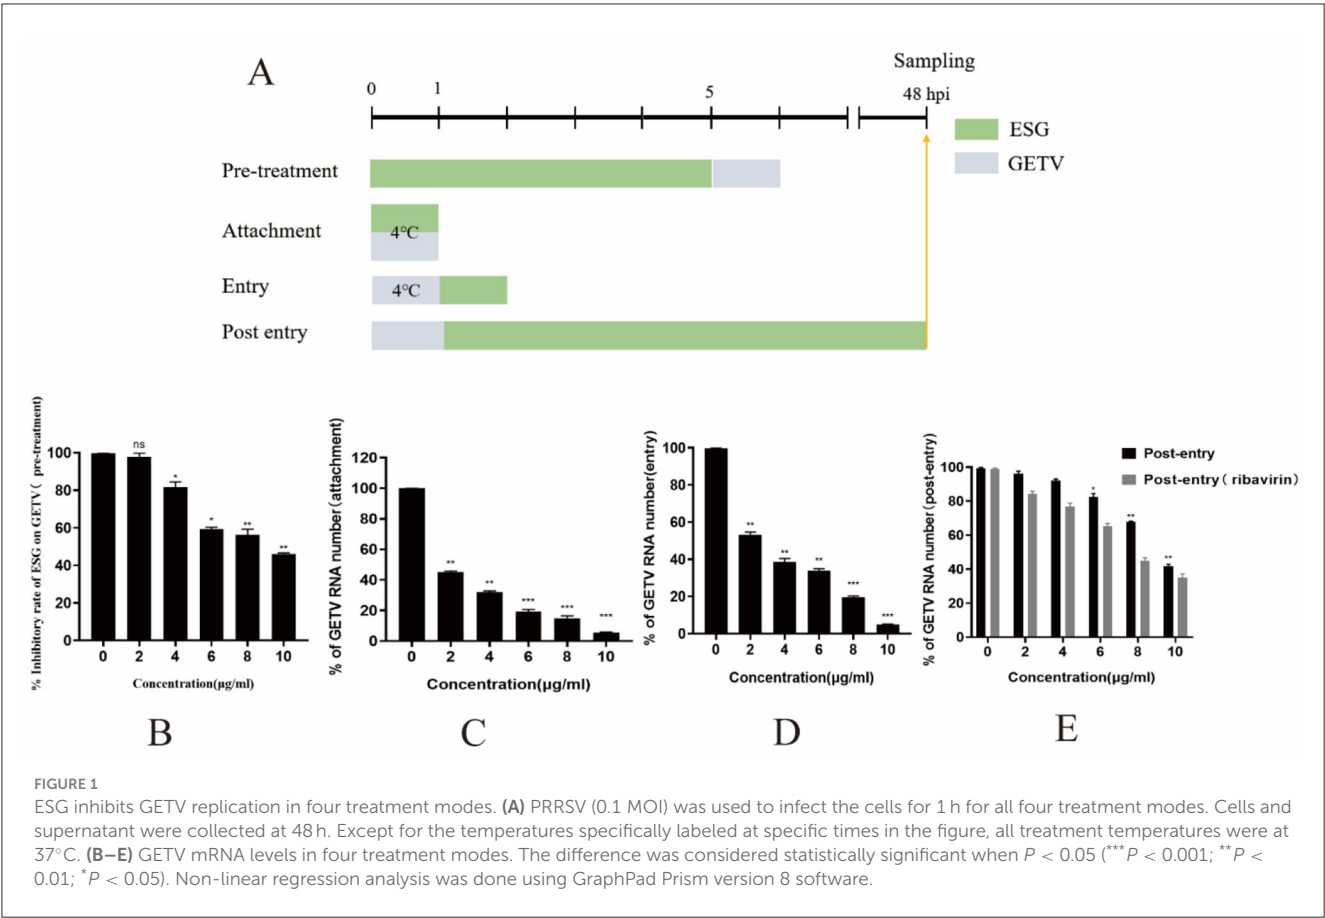 A
0 1 5 Sampling
48 hpi
ESG
GETV
Pre-treatment
Attachment
4°C
Entry
4°C
Post entry
% Inhibitory rate of ESG on GETV( pre-treatment)
100
80
60
40
20
0
ns
*
*
**
**
0 2 4 6 8 10
Concentration(μg/ml)
B
% of GETV RNA number(attachment)
120
100
80
60
40
20
0
**
**
***
***
***
0 2 4 6 8 10
Concentration(μg/ml)
C
% of GETV RNA number(entry)
100
80
60
40
20
0
**
**
**
***
***
0 2 4 6 8 10
Concentration(μg/ml)
D
% of GETV RNA number(post-entry)
100
80
60
40
20
0
*
**
**
Post-entry
Post-entry( ribavirin)
0 2 4 6 8 10
Concentration(μg/ml)
E
FIGURE 1
ESG inhibits GETV replication in four treatment modes. (A) PRRSV (0.1 MOI) was used to infect the cells for 1 h for all four treatment modes. Cells and
supernatant were collected at 48 h. Except for the temperatures specifically labeled at specific times in the figure, all treatment temperatures were at
37°C. (B–E) GETV mRNA levels in four treatment modes. The difference was considered statistically significant when P < 0.05 (***P < 0.001; **P <
0.01; *P < 0.05). Non-linear regression analysis was done using GraphPad Prism version 8 software.